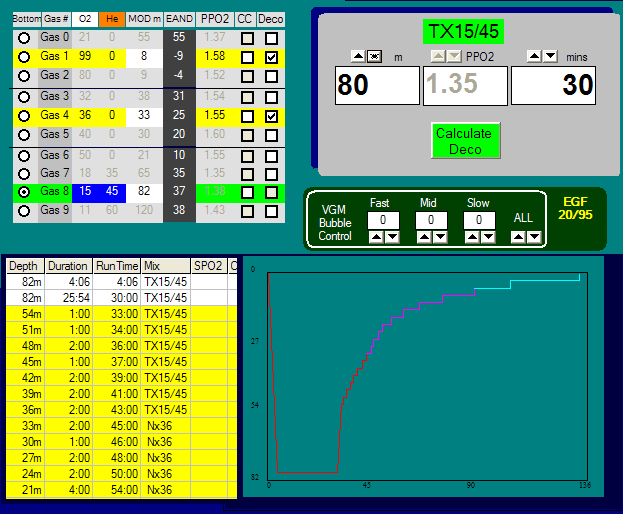 Bottom Gas # O2 He MOD m EAND PPO2 CC Deco
Gas 0 21 0 55 55 1.37
Gas 1 99 0 8 -9 1.58
Gas 2 80 0 9 -4 1.52
Gas 3 32 0 38 31 1.54
Gas 4 36 0 33 25 1.55
Gas 5 40 0 30 20 1.60
Gas 6 50 0 21 10 1.55
Gas 7 18 35 65 35 1.35
Gas 8 15 45 82 37 1.38
Gas 9 11 60 120 38 1.43
TX15/45
m PPO2 mins
80 1.35 30
Calculate
Deco
VGM
Bubble
Control
Fast Mid Slow
0 0 0
ALL
EGF
20/95
Depth Duration RunTime Mix SPO2 C
82m 4:06 4:06 TX15/45
82m 25:54 30:00 TX15/45
54m 1:00 33:00 TX15/45
51m 1:00 34:00 TX15/45
48m 2:00 36:00 TX15/45
45m 1:00 37:00 TX15/45
42m 2:00 39:00 TX15/45
39m 2:00 41:00 TX15/45
36m 2:00 43:00 TX15/45
33m 2:00 45:00 Nx36
30m 1:00 46:00 Nx36
27m 2:00 48:00 Nx36
24m 2:00 50:00 Nx36
21m 4:00 54:00 Nx36
0
27
54
82
0 45 91 136